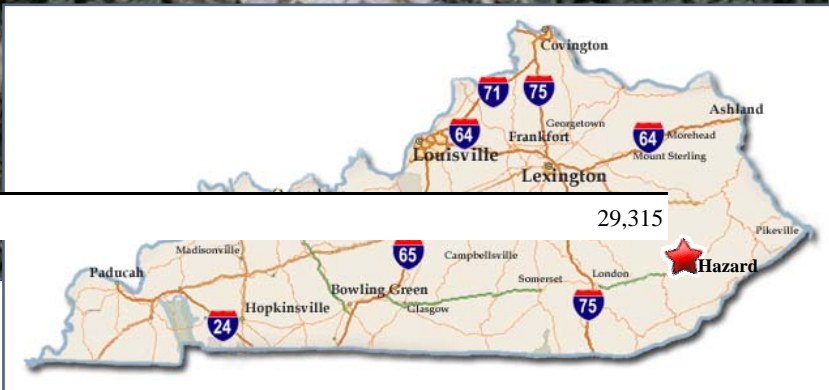 Covington
71
75
Ashland
64
Georgetown
Frankfort
64
Morehead
Louisville
Mount Sterling
Lexington
29,315
Pikeville
Madisonville
65
Campbellsville
Hazard
Paducah
Somerset
London
Bowling Green
Hopkinsville
Glasgow
75
24